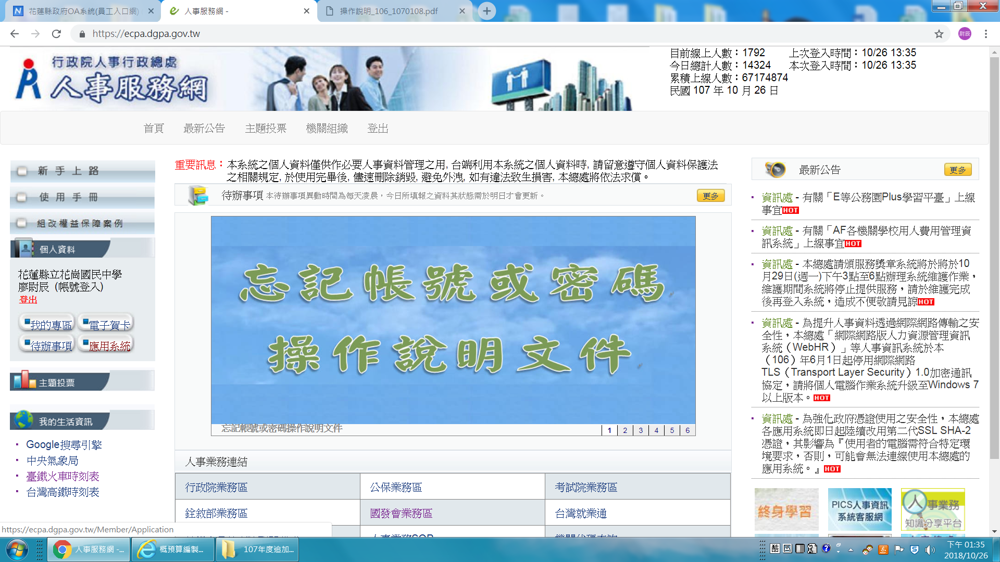 花蓮縣政府OA系統(員工入口網)
人事服務網 -
操作說明_106_1070108.pdf
https://ecpa.dgpa.gov.tw
尉辰
行政院人事行政總處
人事服務網
目前線上人數：1792 上次登入時間：10/26 13:35
今日總計人數：14324 本次登入時間：10/26 13:35
累積上線人數：67174874
民國 107 年 10 月 26 日
首頁 最新公告 主題投票 機關組織 登出
新手上路
使用手冊
組改權益保障案例
個人資料
花蓮縣立花崗國民中學
廖尉辰 (帳號登入)
登出
我的專區 電子賀卡
待辦事項 應用系統
主題投票
我的生活資訊
Google搜尋引擎
中央氣象局
臺鐵火車時刻表
台灣高鐵時刻表
重要訊息：本系統之個人資料僅供作必要人事資料管理之用, 台端利用本系統之個人資料時, 請留意遵守個人資料保護法
之相關規定, 於使用完畢後, 儘速刪除銷毀, 避免外洩, 如有違法致生損害, 本總處將依法求償。
待辦事項 本待辦事項異動時間為每天凌晨，今日所填報之資料其狀態需於明日才會更新。 更多
忘記帳號或密碼
操作說明文件
忘記帳號或密碼操作說明文件
1 2 3 4 5 6
人事業務連結
行政院業務區 公保業務區 考試院業務區
銓敘部業務區 國發會業務區 台灣就業通
人事業務SOP 機關代碼查詢
最新公告 更多
資訊處 - 有關「E等公務園Plus學習平臺」上線
事宜HOT
資訊處 - 有關「AF各機關學校用人費用管理資
訊系統」上線事宜HOT
資訊處 - 本總處請頒服務獎章系統將於將於10
月29日(週一)下午3點至6點辦理系統維護作業，
維護期間系統將停止提供服務，請於維護完成
後再登入系統，造成不便敬請見諒HOT
資訊處 - 為提升人事資料透過網際網路傳輸之安
全性，本總處「網際網路版人力資源管理資訊
系統（WebHR）」等人事資訊系統於本
（106）年6月1日起停用網際網路
TLS（Transport Layer Security）1.0加密通訊
協定，請將個人電腦作業系統升級至Windows 7
以上版本。HOT
資訊處 - 為強化政府憑證使用之安全性，本總處
各應用系統即日起陸續改用第二代SSL SHA-2
憑證，其影響為『使用者的電腦需符合特定環
境要求，否則，可能會無法連線使用本總處的
應用系統。』HOT
終身學習
PICS人事資訊
系統客服網
人事業務
知識分享平台
https://ecpa.dgpa.gov.tw/Member/Application
人事服務網 -...
概預算編製...
107年度追加...
酷
下午 01:35
2018/10/26